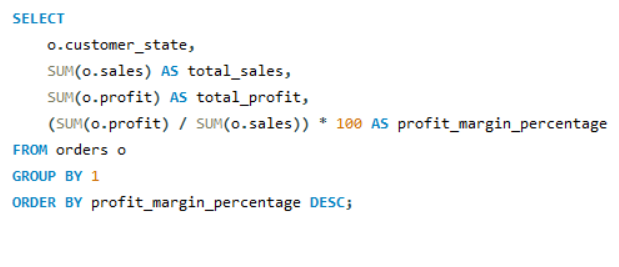 SELECT
    o.customer_state,
    SUM(o.sales) AS total_sales,
    SUM(o.profit) AS total_profit,
    (SUM(o.profit) / SUM(o.sales)) * 100 AS profit_margin_percentage
FROM orders o
GROUP BY 1
ORDER BY profit_margin_percentage DESC;